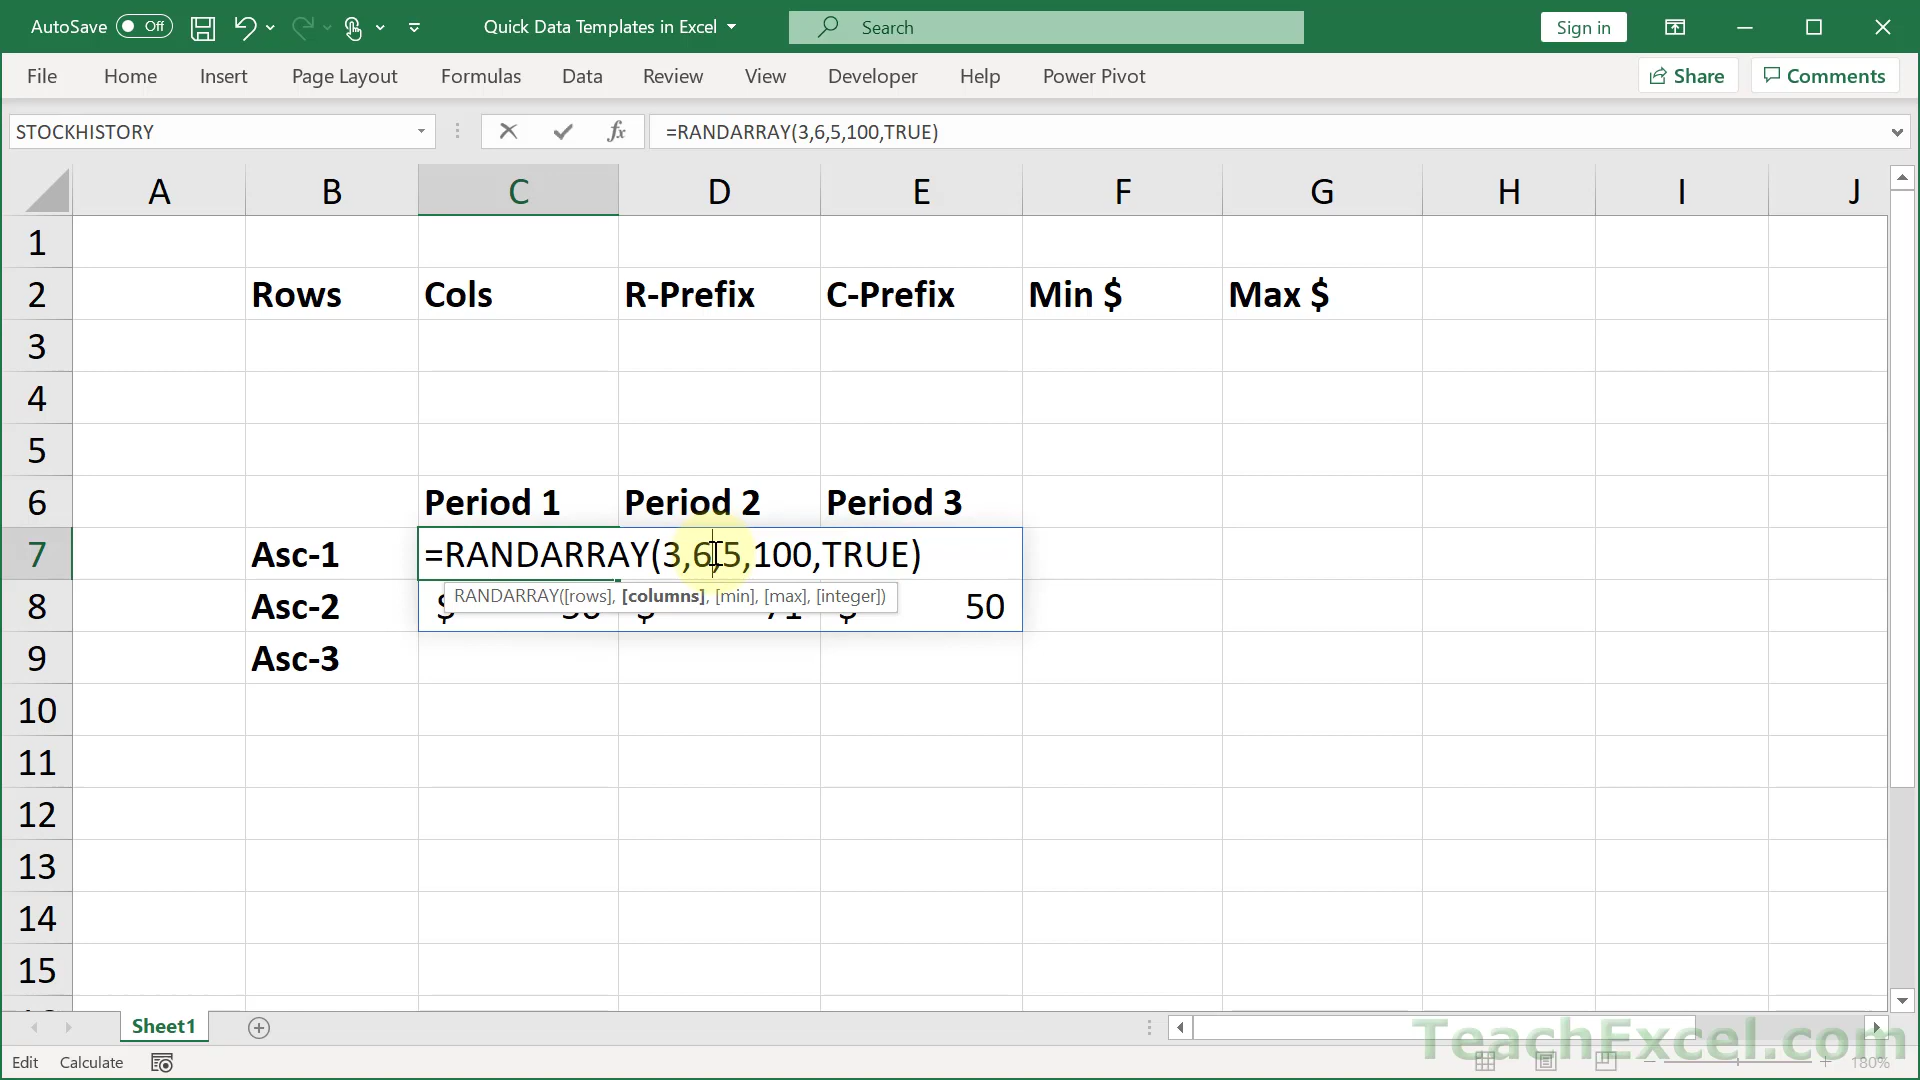 AutoSave Off Quick Data Templates in Excel Search Sign in
File Home Insert Page Layout Formulas Data Review View Developer Help Power Pivot Share Comments
STOCKHISTORY fx =RANDARRAY(3,6,5,100,TRUE)
A B C D E F G H I J
1
2 Rows Cols R-Prefix C-Prefix Min $ Max $
3
4
5
6 Period 1 Period 2 Period 3
7 Asc-1 =RANDARRAY(3,6,5,100,TRUE)
RANDARRAY([rows], [columns], [min], [max], [integer])
8 Asc-2 $ $ 71 $ 50
9 Asc-3
10
11
12
13
14
15
Sheet1
TeachExcel.com
Edit Calculate 180%